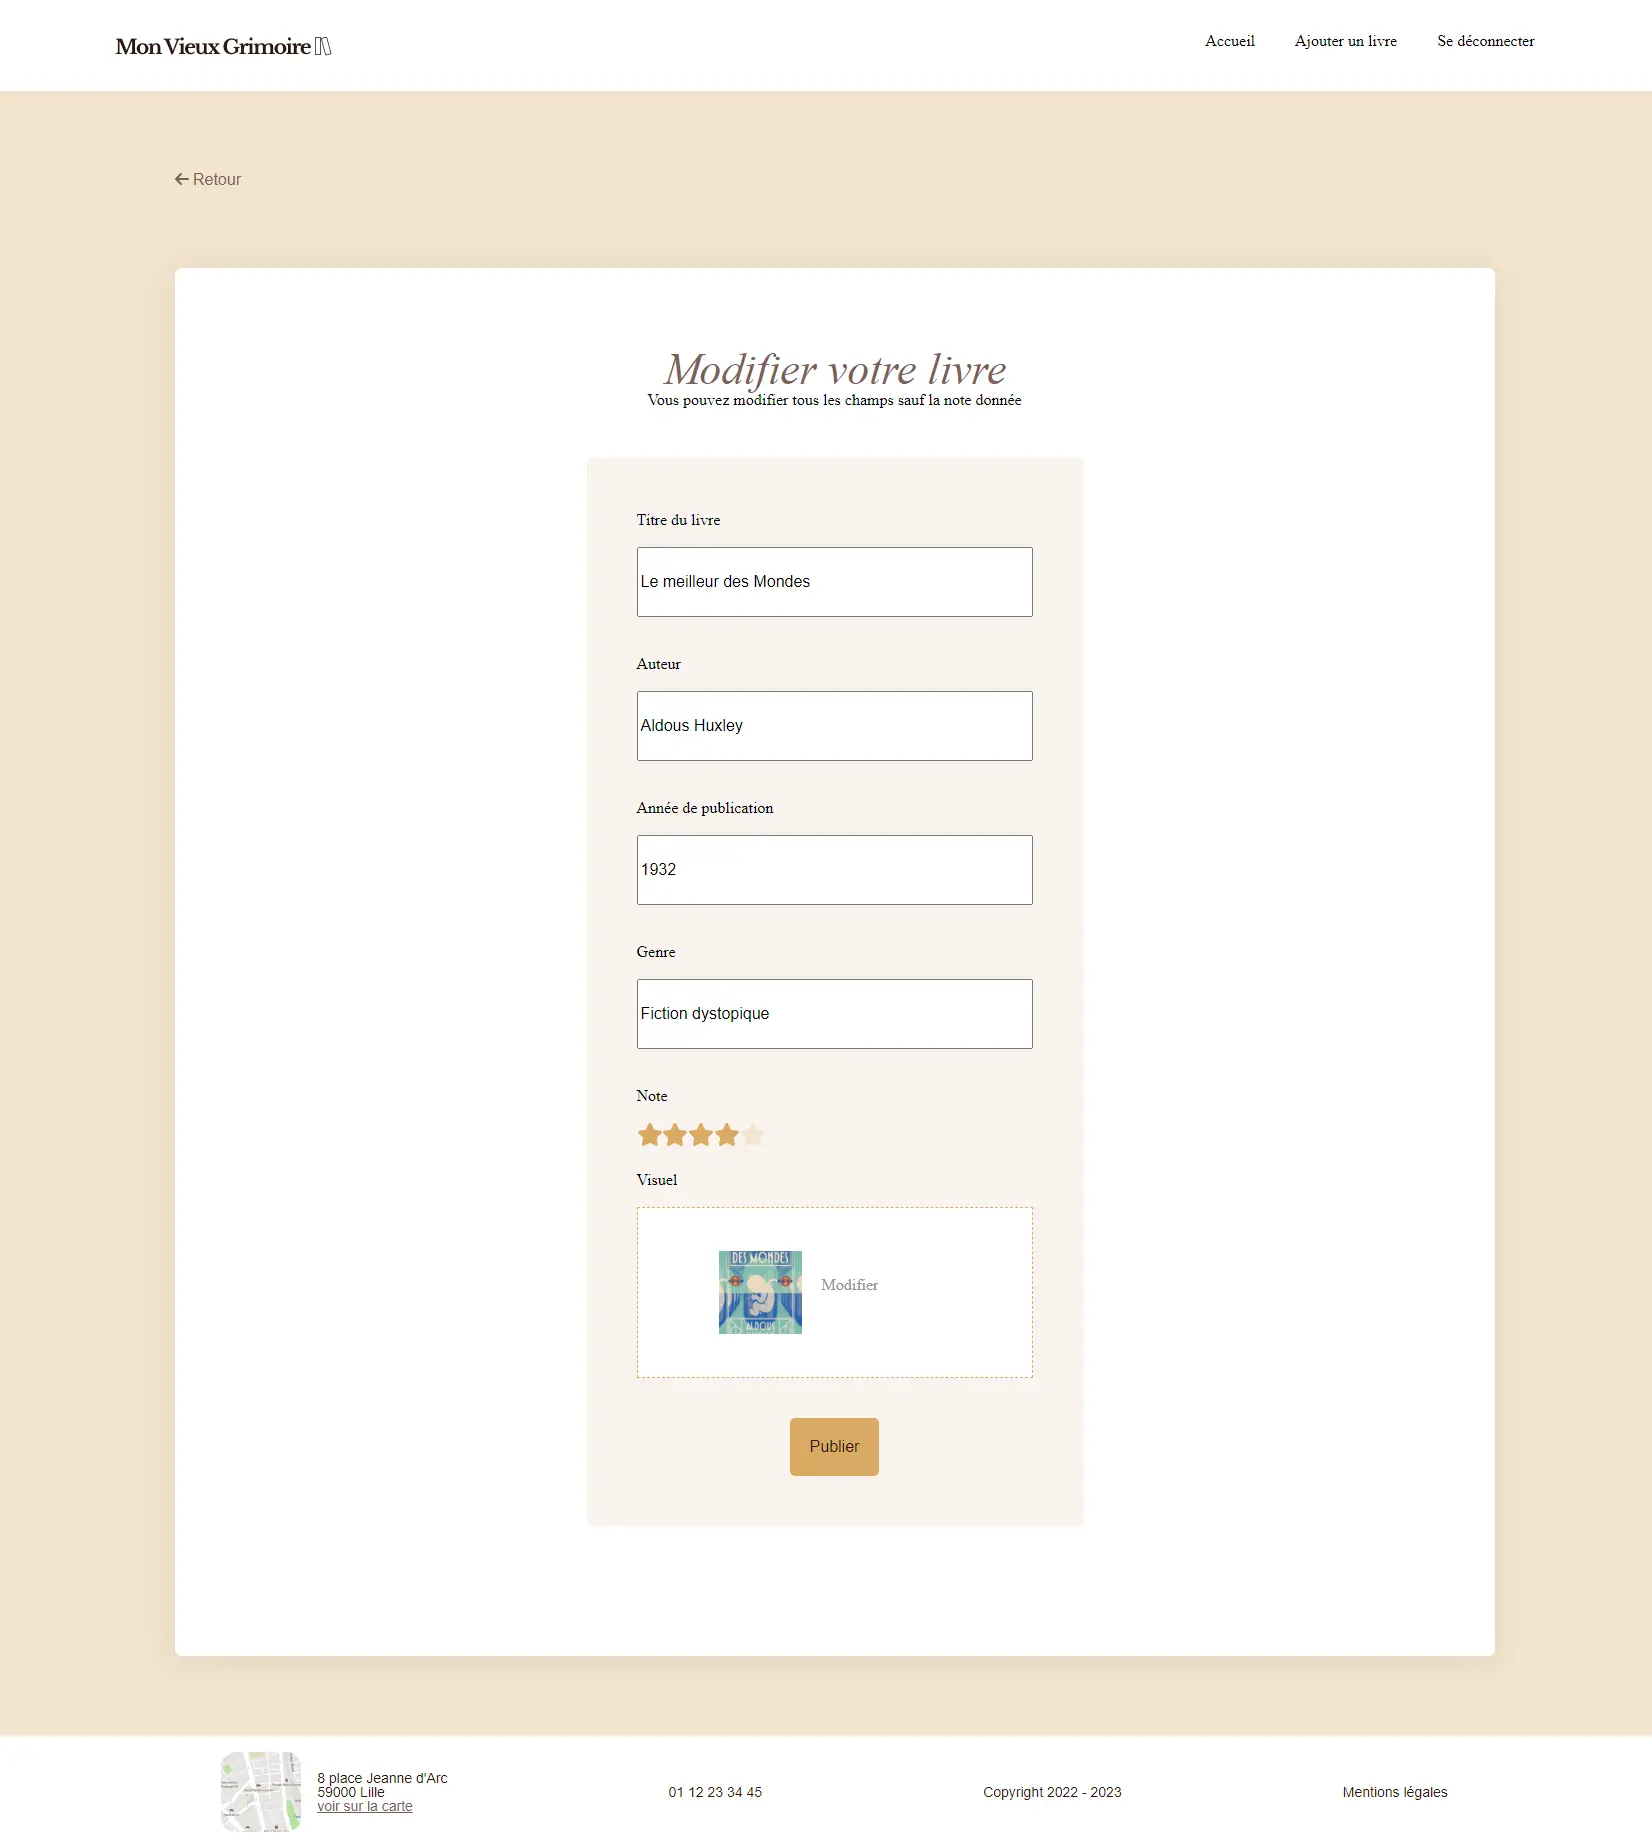 Mon Vieux Grimoire
Accueil
Ajouter un livre
Se déconnecter
Retour
Modifier votre livre
Vous pouvez modifier tous les champs sauf la note donnée
Titre du livre
Le meilleur des Mondes
Auteur
Aldous Huxley
Année de publication
1932
Genre
Fiction dystopique
Note
Visuel
DES MONDES
ALDOUS
Modifier
Publier
8 place Jeanne d'Arc
59000 Lille
voir sur la carte
01 12 23 34 45
Copyright 2022 - 2023
Mentions légales